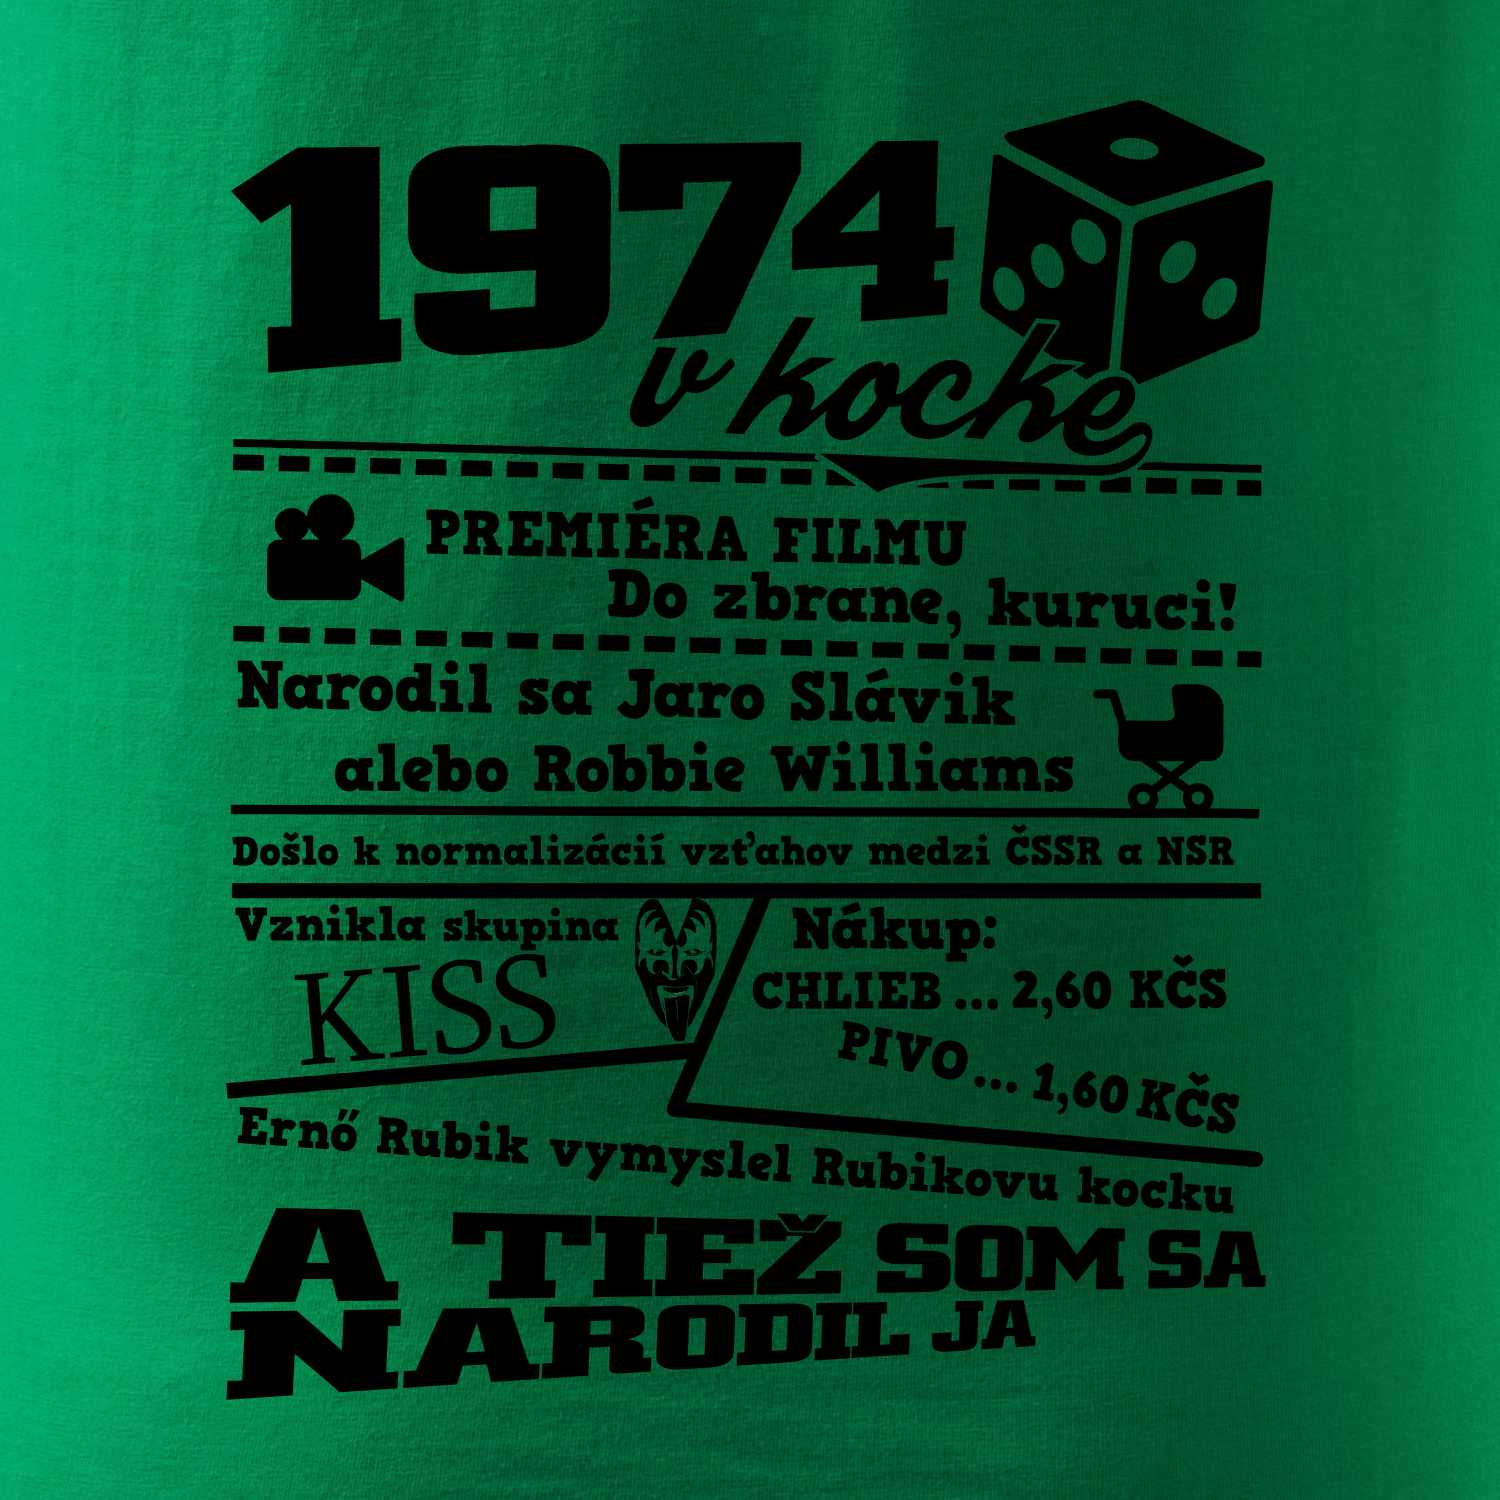 1974
v kocke
PREMIÉRA FILMU
Do zbrane, kuruci!
Narodil sa Jaro Slávik
alebo Robbie Williams
Došlo k normalizácií vzťahov medzi ČSSR a NSR
Vznikla skupina
KISS
Nákup:
CHLIEB ... 2,60 KČS
PIVO ... 1,60 KČS
Ernő Rubik vymyslel Rubikovu kocku
A TIEŽ SOM SA
NARODIL JA